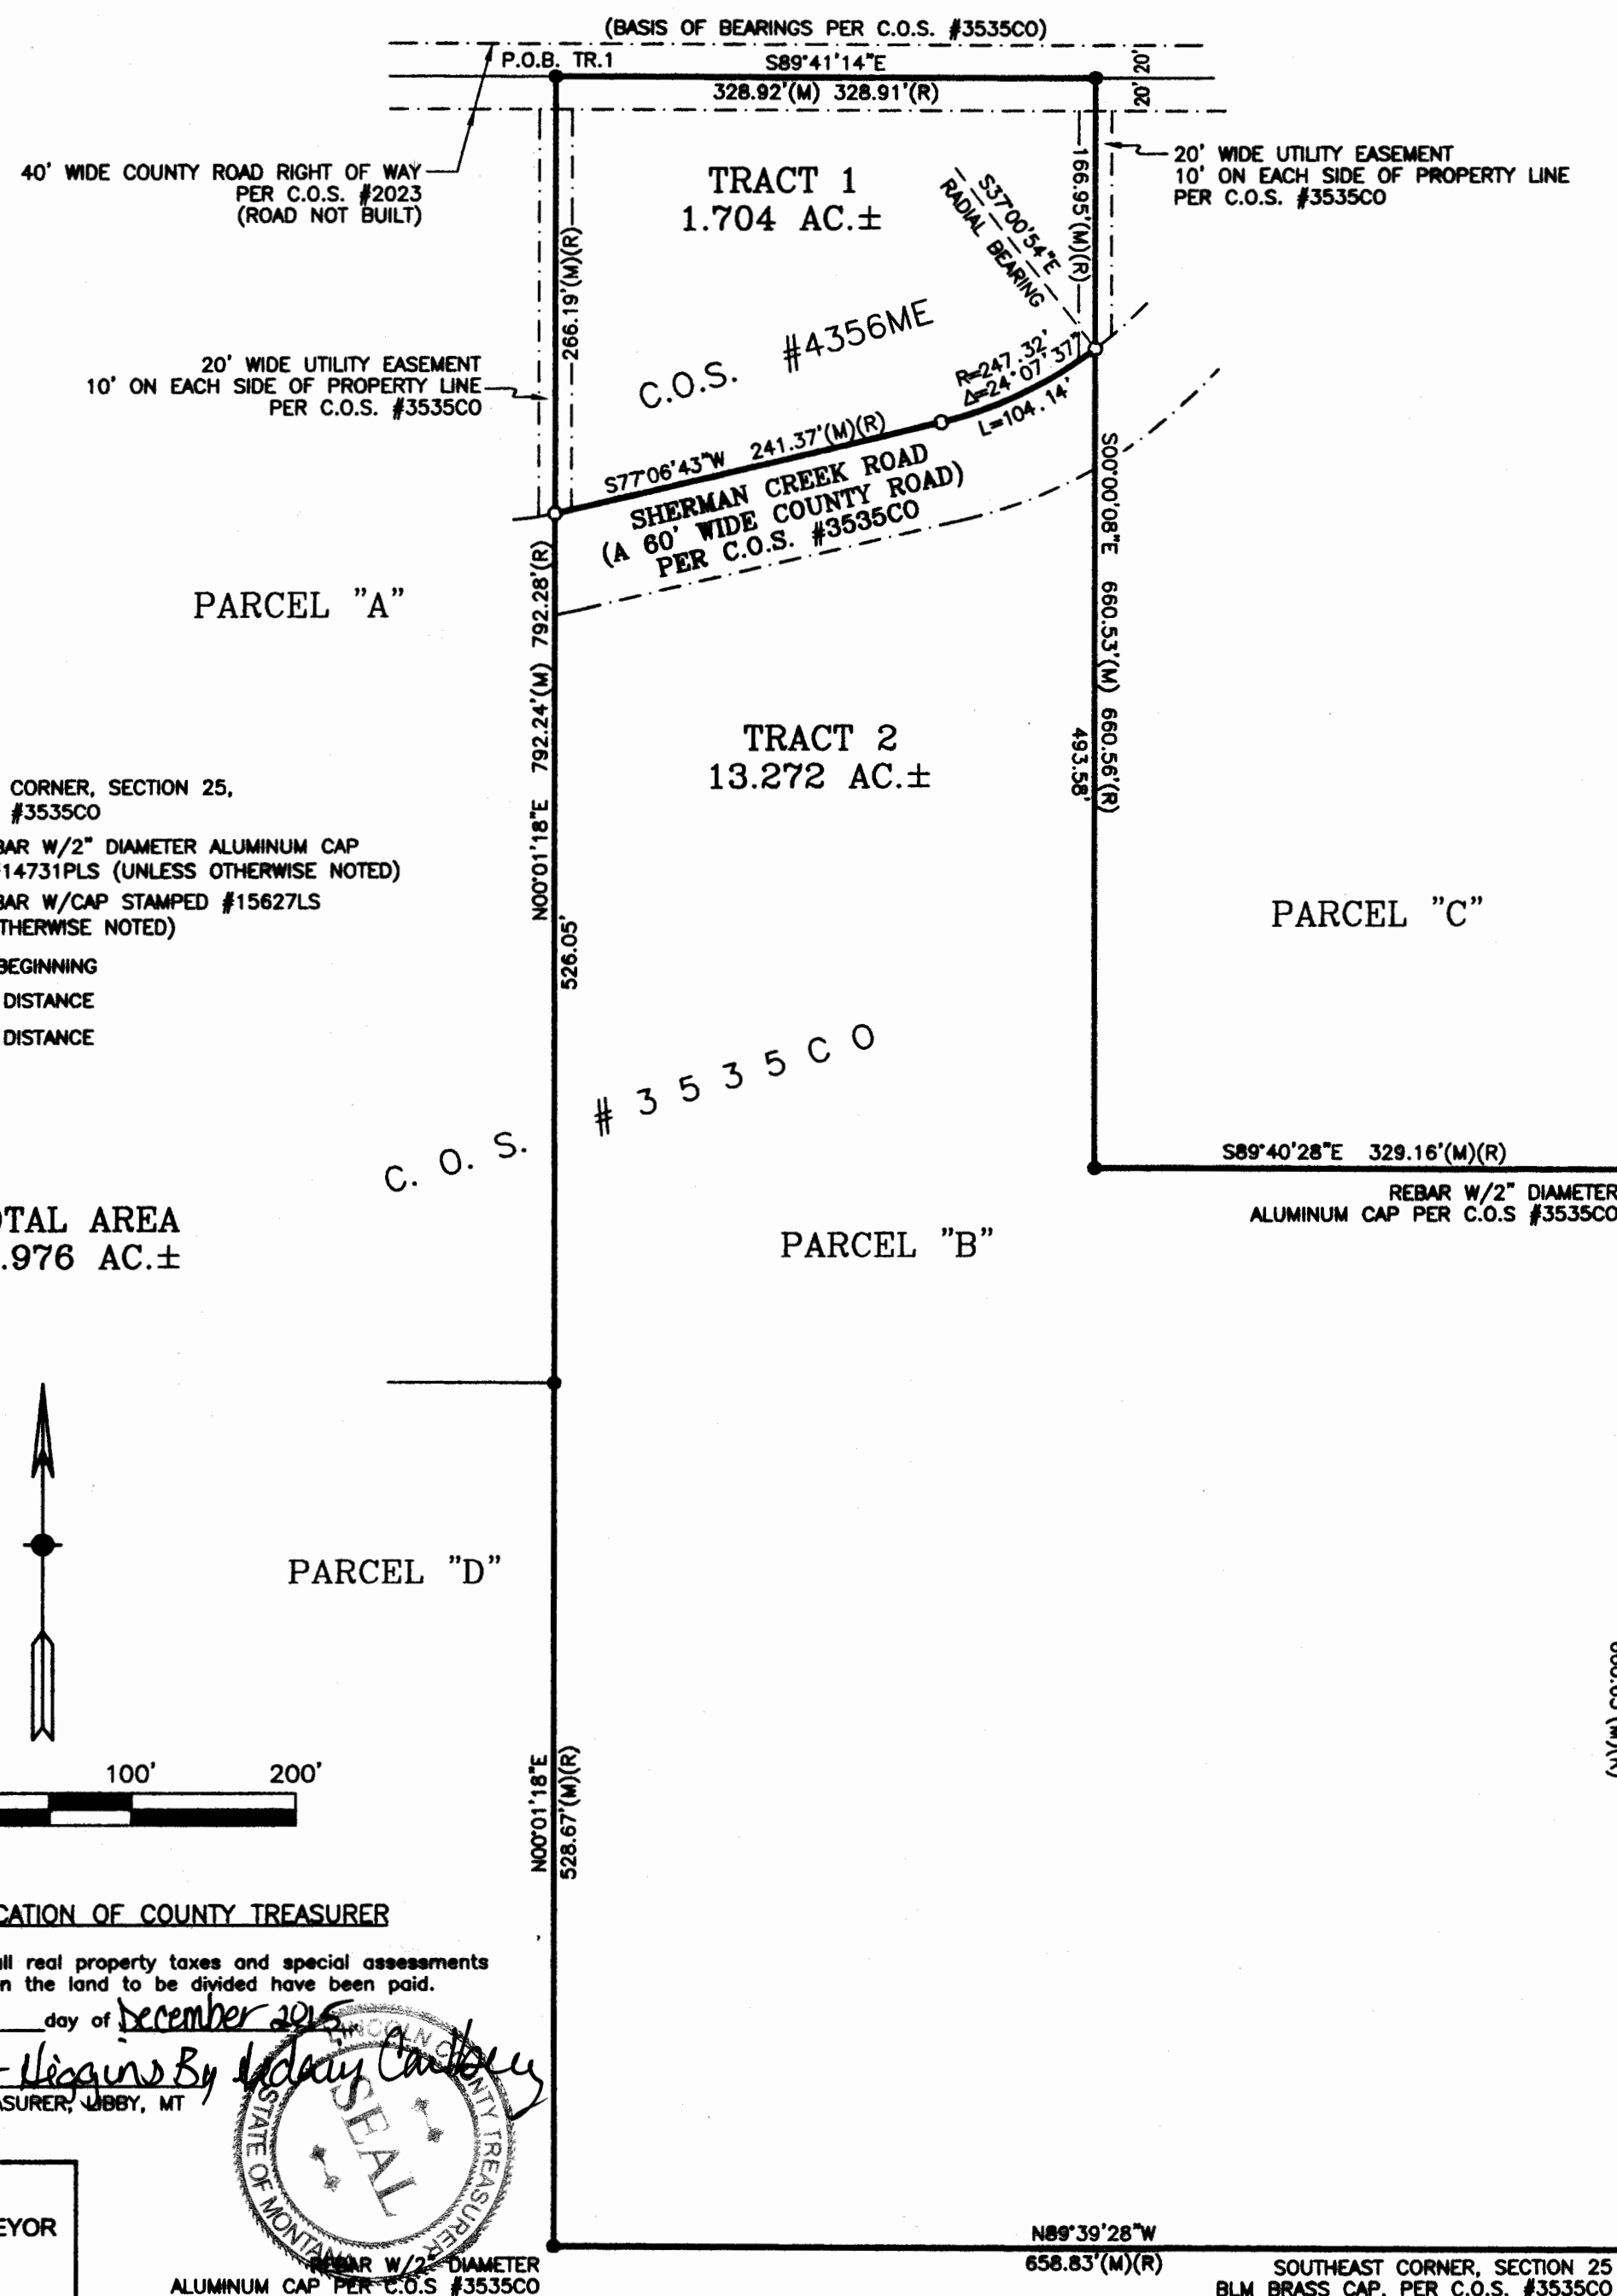 (BASIS OF BEARINGS PER C.O.S. #3535CO)
P.O.B. TR.1
S89°41'14"E
328.92'(M) 328.91'(R)
20' 20'
40' WIDE COUNTY ROAD RIGHT OF WAY
PER C.O.S. #2023
(ROAD NOT BUILT)
20' WIDE UTILITY EASEMENT
10' ON EACH SIDE OF PROPERTY LINE
PER C.O.S. #3535CO
TRACT 1
1.704 AC.±
S37°00'54"E
RADIAL BEARING
166.95'(M)(R)
266.19'(M)(R)
C.O.S. #4356ME
20' WIDE UTILITY EASEMENT
10' ON EACH SIDE OF PROPERTY LINE
PER C.O.S. #3535CO
R=247.32'
Δ=24°07'37"
L=104.14'
S77°06'43"W 241.37'(M)(R)
SHERMAN CREEK ROAD
(A 60' WIDE COUNTY ROAD)
PER C.O.S. #3535CO
S00°00'08"E 660.53'(M) 660.56'(R)
493.58'
PARCEL "A"
N00°01'18"E 792.24'(M) 792.28'(R)
526.05'
TRACT 2
13.272 AC.±
CORNER, SECTION 25,
#3535CO
BAR W/2" DIAMETER ALUMINUM CAP
14731PLS (UNLESS OTHERWISE NOTED)
BAR W/CAP STAMPED #15627LS
THERWISE NOTED)
BEGINNING
DISTANCE
DISTANCE
PARCEL "C"
C. O. S. # 3 5 3 5 C O
S89°40'28"E 329.16'(M)(R)
REBAR W/2" DIAMETER
ALUMINUM CAP PER C.O.S #3535CO
OTAL AREA
.976 AC.±
PARCEL "B"
PARCEL "D"
(M)(R)
100' 200'
N00°01'18"E
528.67'(M)(R)
CATION OF COUNTY TREASURER
ll real property taxes and special assessments
n the land to be divided have been paid.
day of December 2015
Higgins By
ASURER, LIBBY, MT
LINCOLN COUNTY TREASURER
STATE OF MONTANA
SEAL
EYOR
REBAR W/2" DIAMETER
ALUMINUM CAP PER C.O.S #3535CO
N89°39'28"W
658.83'(M)(R)
SOUTHEAST CORNER, SECTION 25
BLM BRASS CAP, PER C.O.S. #3535CO